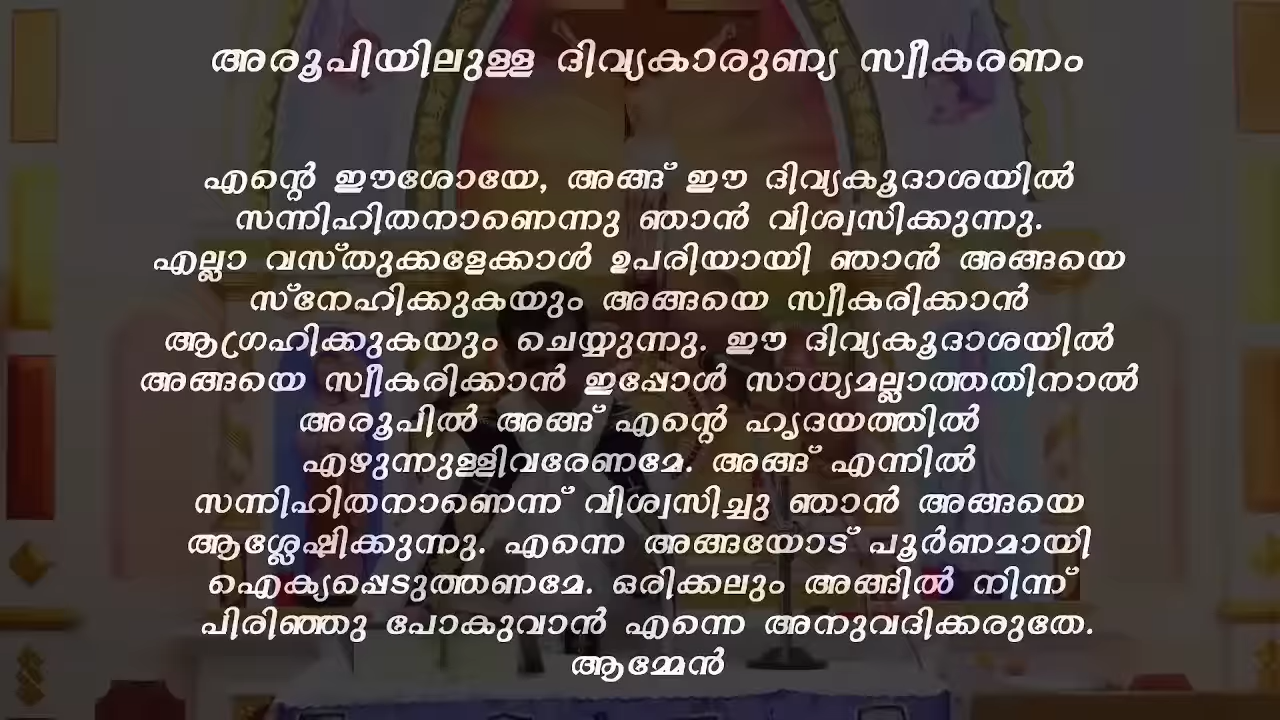 അരൂപിയിലുള്ള ദിവ്യകാരുണ്യ സ്വീകരണം
എന്റെ ഈശോയേ, അങ്ങ് ഈ ദിവ്യകൂദാശയിൽ
സന്നിഹിതനാണെന്നു ഞാൻ വിശ്വസിക്കുന്നു.
എല്ലാ വസ്തുക്കളേക്കാൾ ഉപരിയായി ഞാൻ അങ്ങയെ
സ്നേഹിക്കുകയും അങ്ങയെ സ്വീകരിക്കാൻ
ആഗ്രഹിക്കുകയും ചെയ്യുന്നു. ഈ ദിവ്യകൂദാശയിൽ
അങ്ങയെ സ്വീകരിക്കാൻ ഇപ്പോൾ സാധ്യമല്ലാത്തതിനാൽ
അരൂപിൽ അങ്ങ് എന്റെ ഹൃദയത്തിൽ
എഴുന്നുള്ളിവരേണമേ. അങ്ങ് എന്നിൽ
സന്നിഹിതനാണെന്ന് വിശ്വസിച്ചു ഞാൻ അങ്ങയെ
ആശ്ലേഷിക്കുന്നു. എന്നെ അങ്ങയോട് പൂർണമായി
ഐക്യപ്പെടുത്തണമേ. ഒരിക്കലും അങ്ങിൽ നിന്ന്
പിരിഞ്ഞു പോകുവാൻ എന്നെ അനുവദിക്കരുതേ.
ആമ്മേൻ